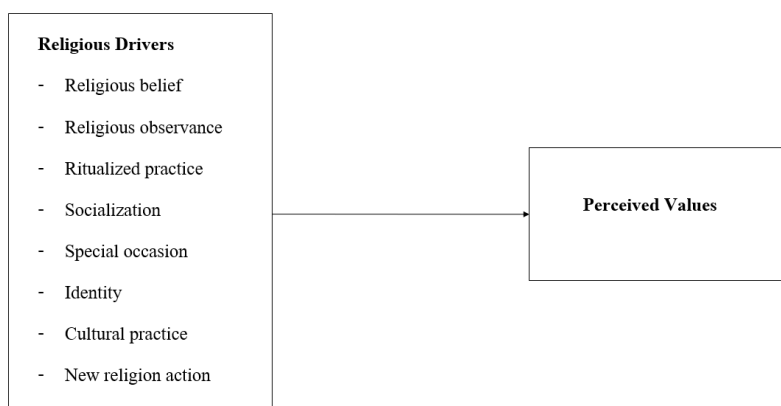 Religious Drivers
- Religious belief
- Religious observance
- Ritualized practice
- Socialization
- Special occasion
- Identity
- Cultural practice
- New religion action
Perceived Values